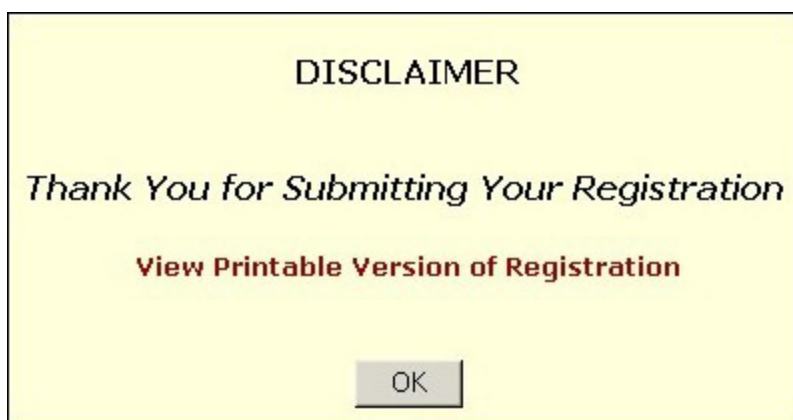 DISCLAIMER
Thank You for Submitting Your Registration
View Printable Version of Registration
OK